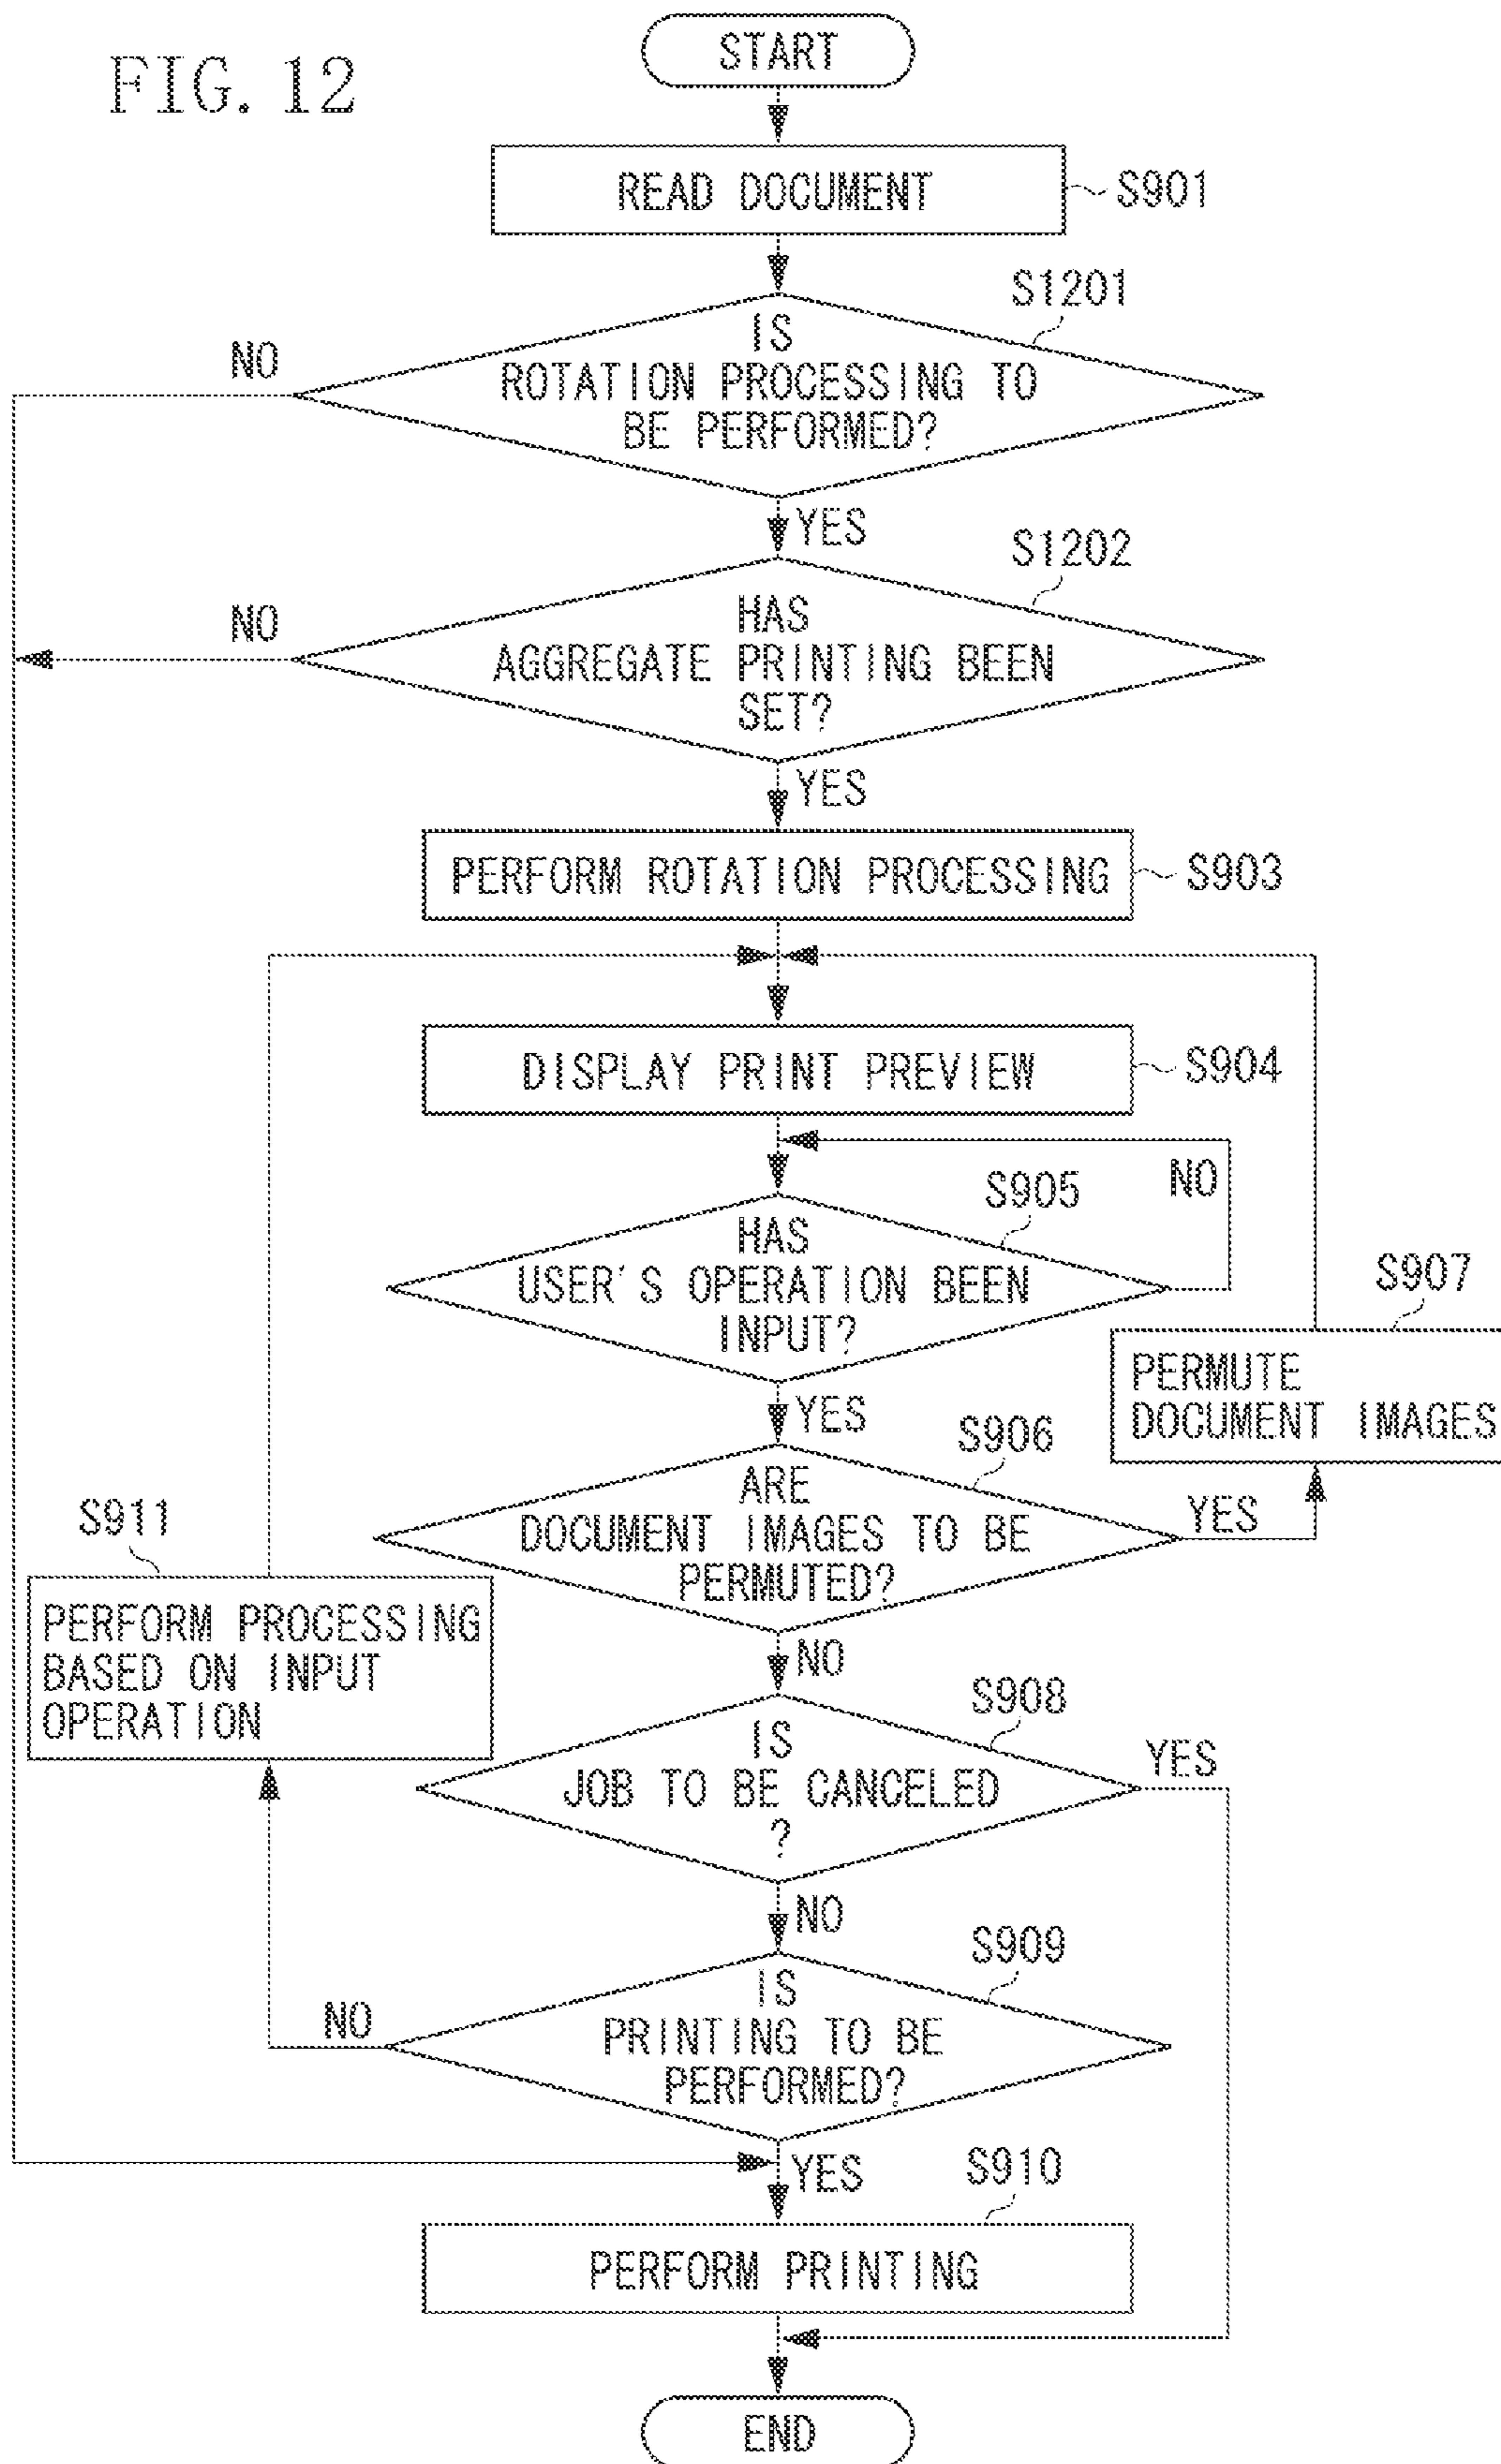 FIG. 12
START
READ DOCUMENT
S901
S1201
IS
ROTATION PROCESSING TO
BE PERFORMED?
NO
YES
S1202
HAS
AGGREGATE PRINTING BEEN
SET?
NO
YES
PERFORM ROTATION PROCESSING
S903
DISPLAY PRINT PREVIEW
S904
NO
S905
HAS
USER'S OPERATION BEEN
INPUT?
YES
S907
PERMUTE
DOCUMENT IMAGES
S906
ARE
DOCUMENT IMAGES TO BE
PERMUTED?
YES
NO
S911
PERFORM PROCESSING
BASED ON INPUT
OPERATION
S908
IS
JOB TO BE CANCELED
?
YES
NO
S909
IS
PRINTING TO BE
PERFORMED?
NO
YES
S910
PERFORM PRINTING
END